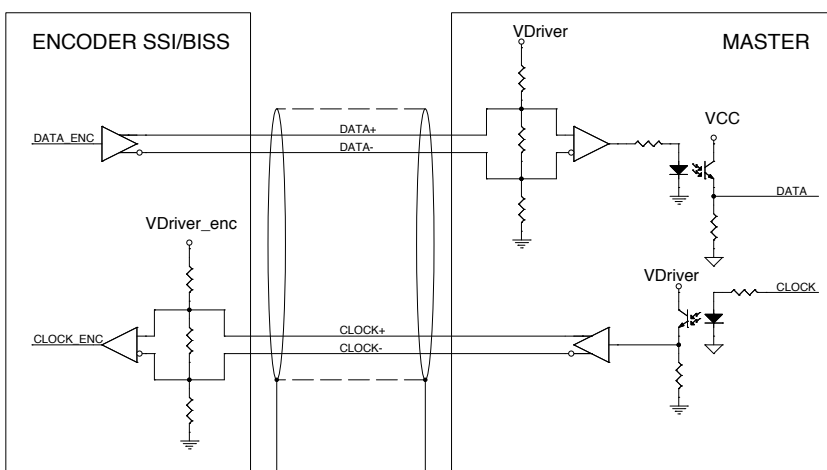 ENCODER SSI/BISS
MASTER
VDriver
VCC
DATA_ENC
DATA+
DATA-
DATA
VDriver_enc
VDriver
CLOCK
CLOCK_ENC
CLOCK+
CLOCK-